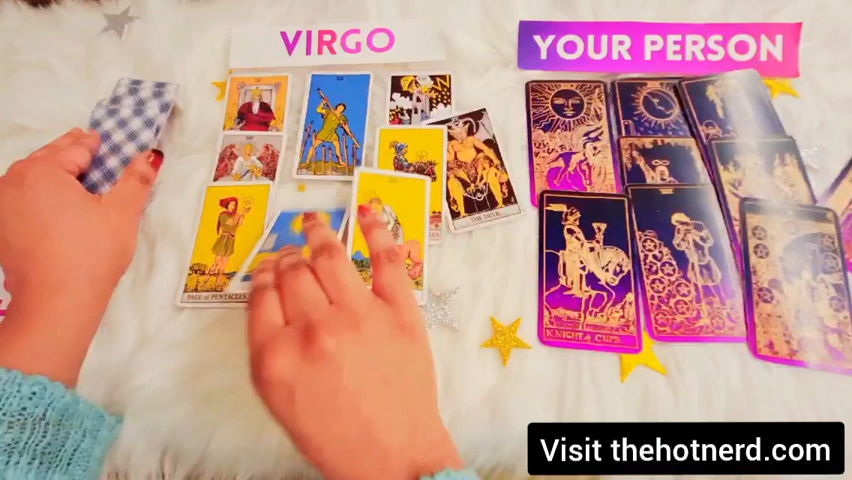 VIRGO
YOUR PERSON
THE DEVIL
PAGE of PENTACLES
KNIGHT of CUPS
Visit thehotnerd.com